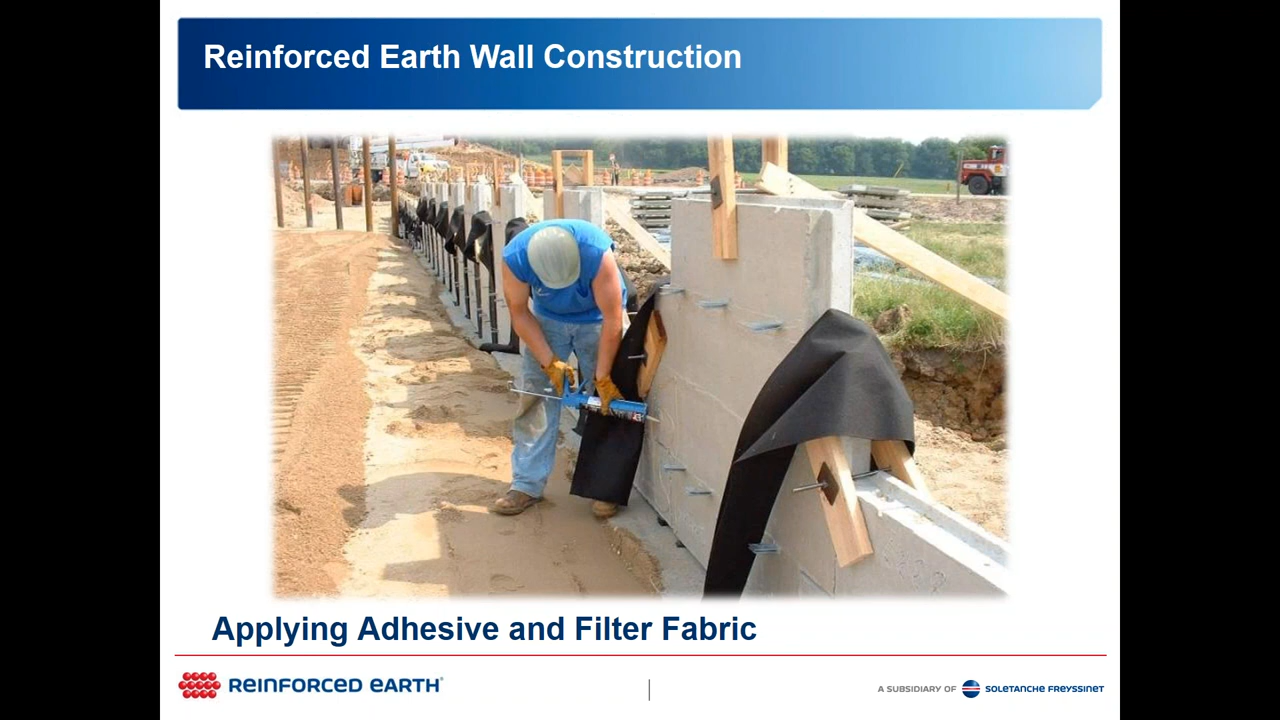 Reinforced Earth Wall Construction
Applying Adhesive and Filter Fabric
REINFORCED EARTH®
A SUBSIDIARY OF SOLETANCHE FREYSSINET